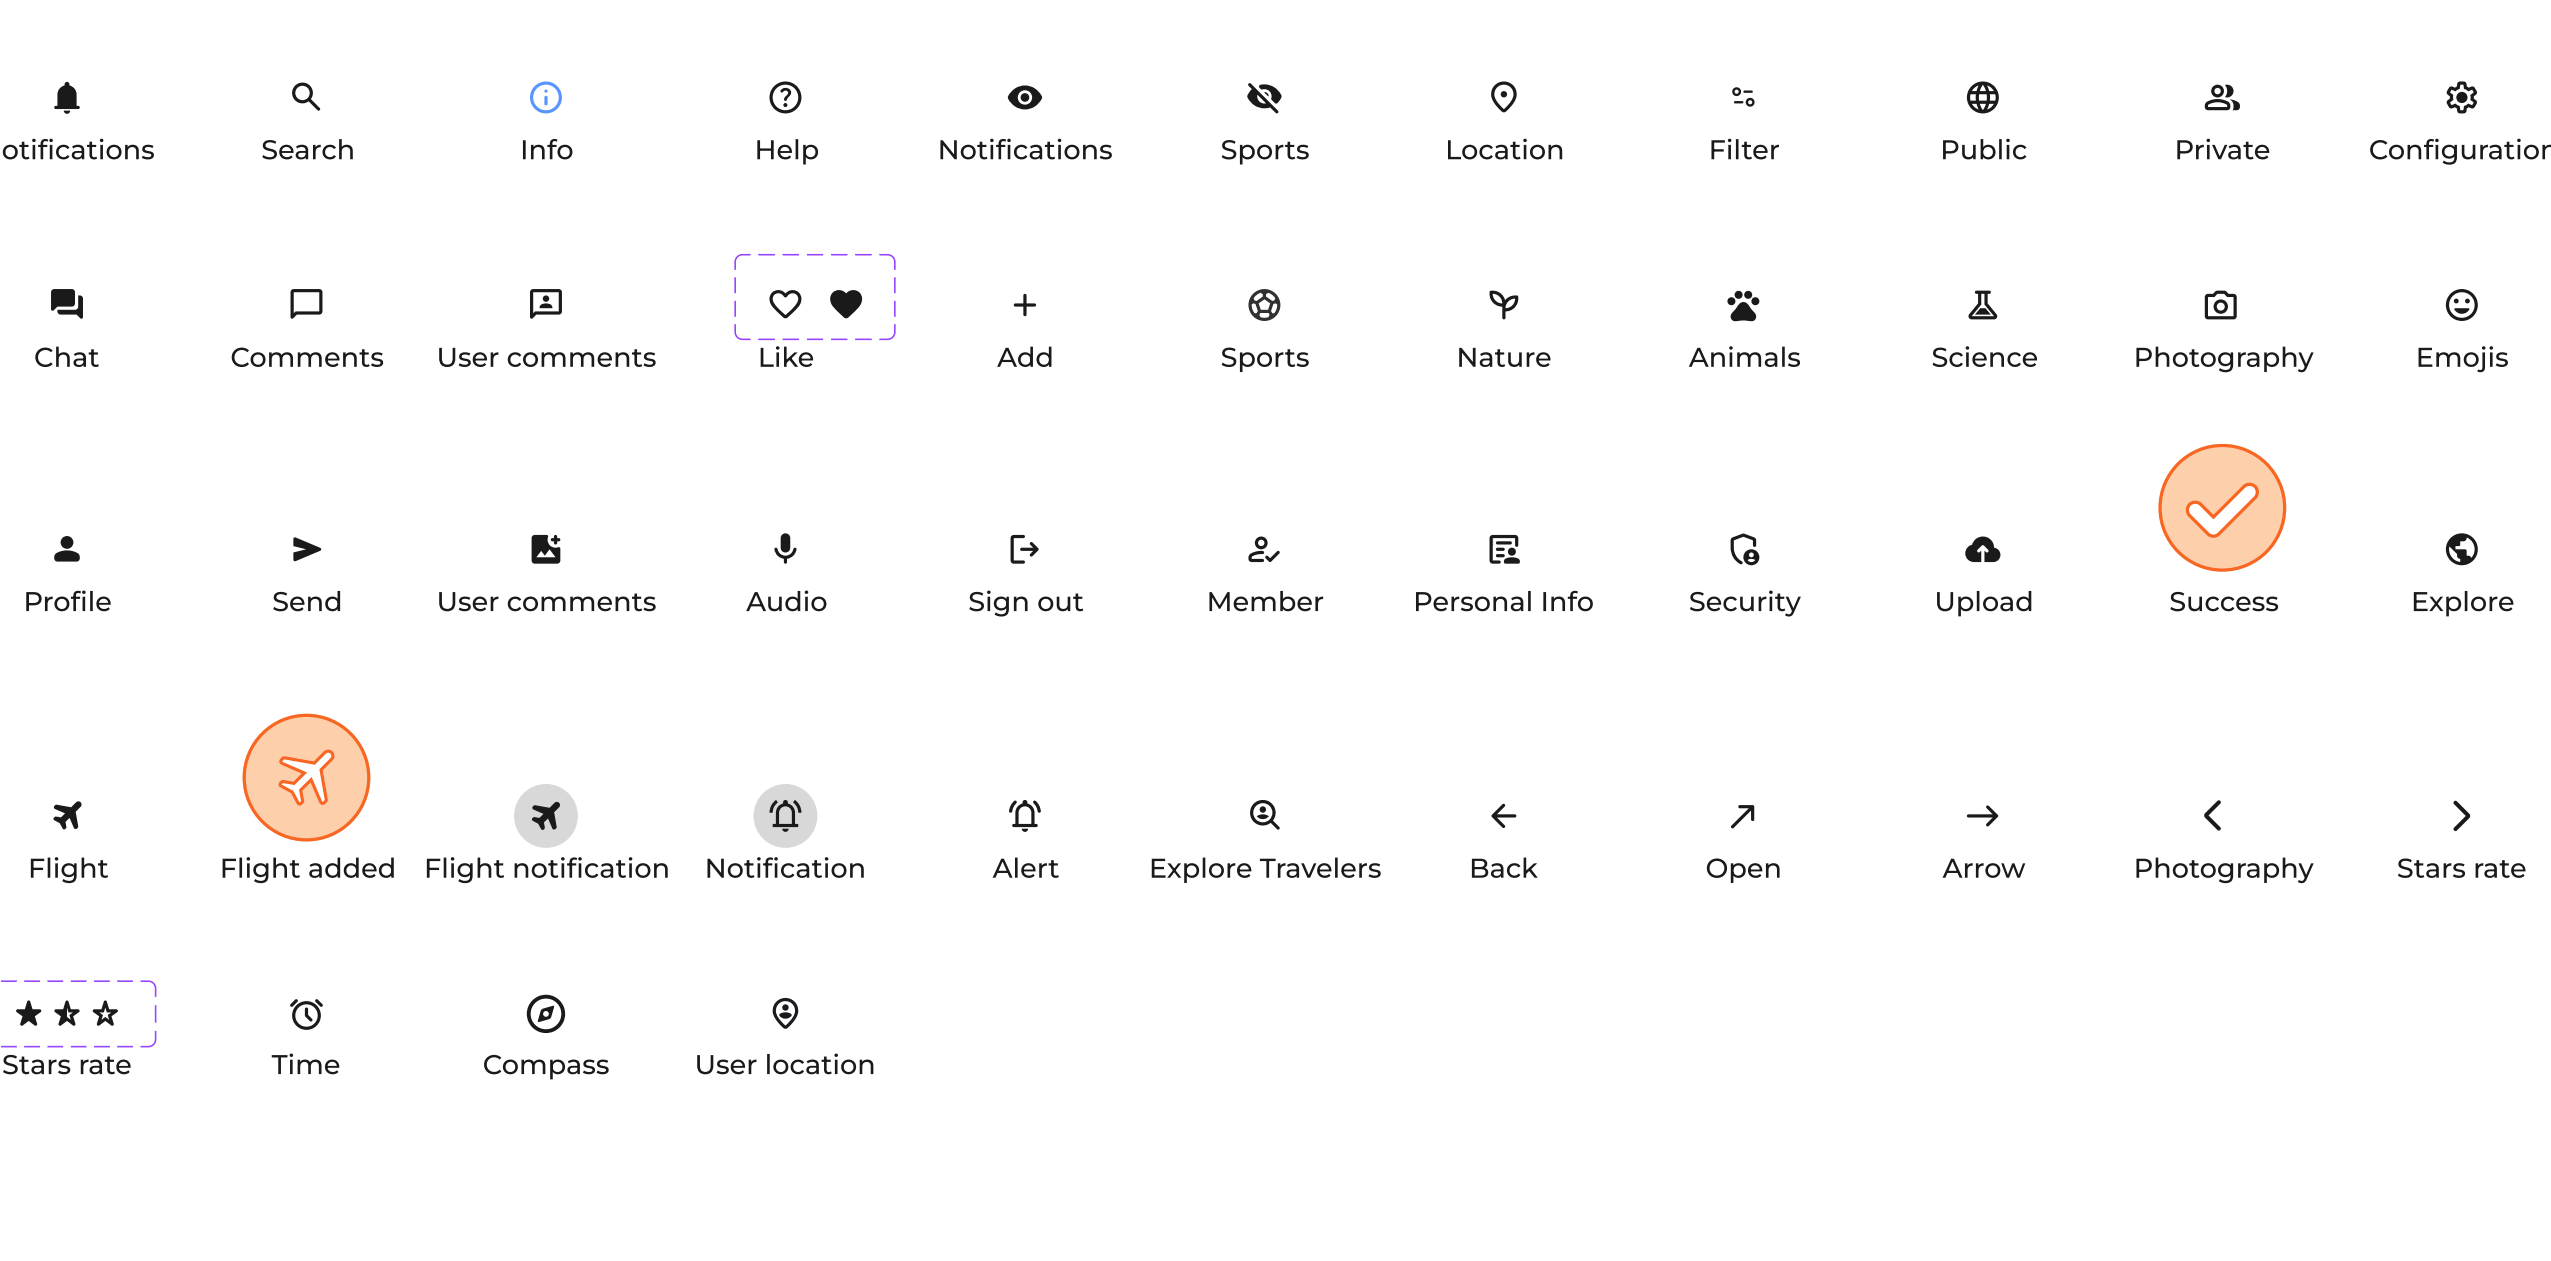 otifications Search Info Help Notifications Sports Location Filter Public Private Configuration
Chat Comments User comments Like Add Sports Nature Animals Science Photography Emojis
Profile Send User comments Audio Sign out Member Personal Info Security Upload Success Explore
Flight Flight added Flight notification Notification Alert Explore Travelers Back Open Arrow Photography Stars rate
Stars rate Time Compass User location